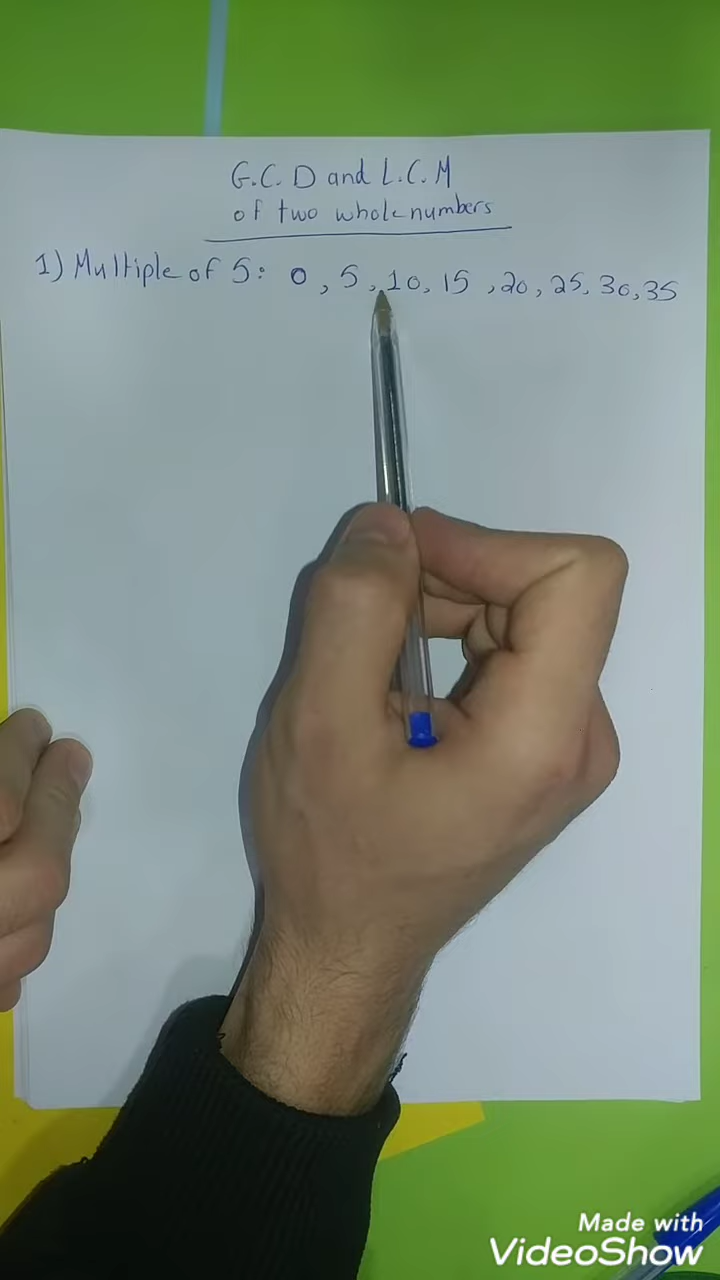 G.C.D and L.C.M
of two whole numbers
1) Multiple of 5: 0, 5, 10, 15, 20, 25, 30, 35
Made with
VideoShow